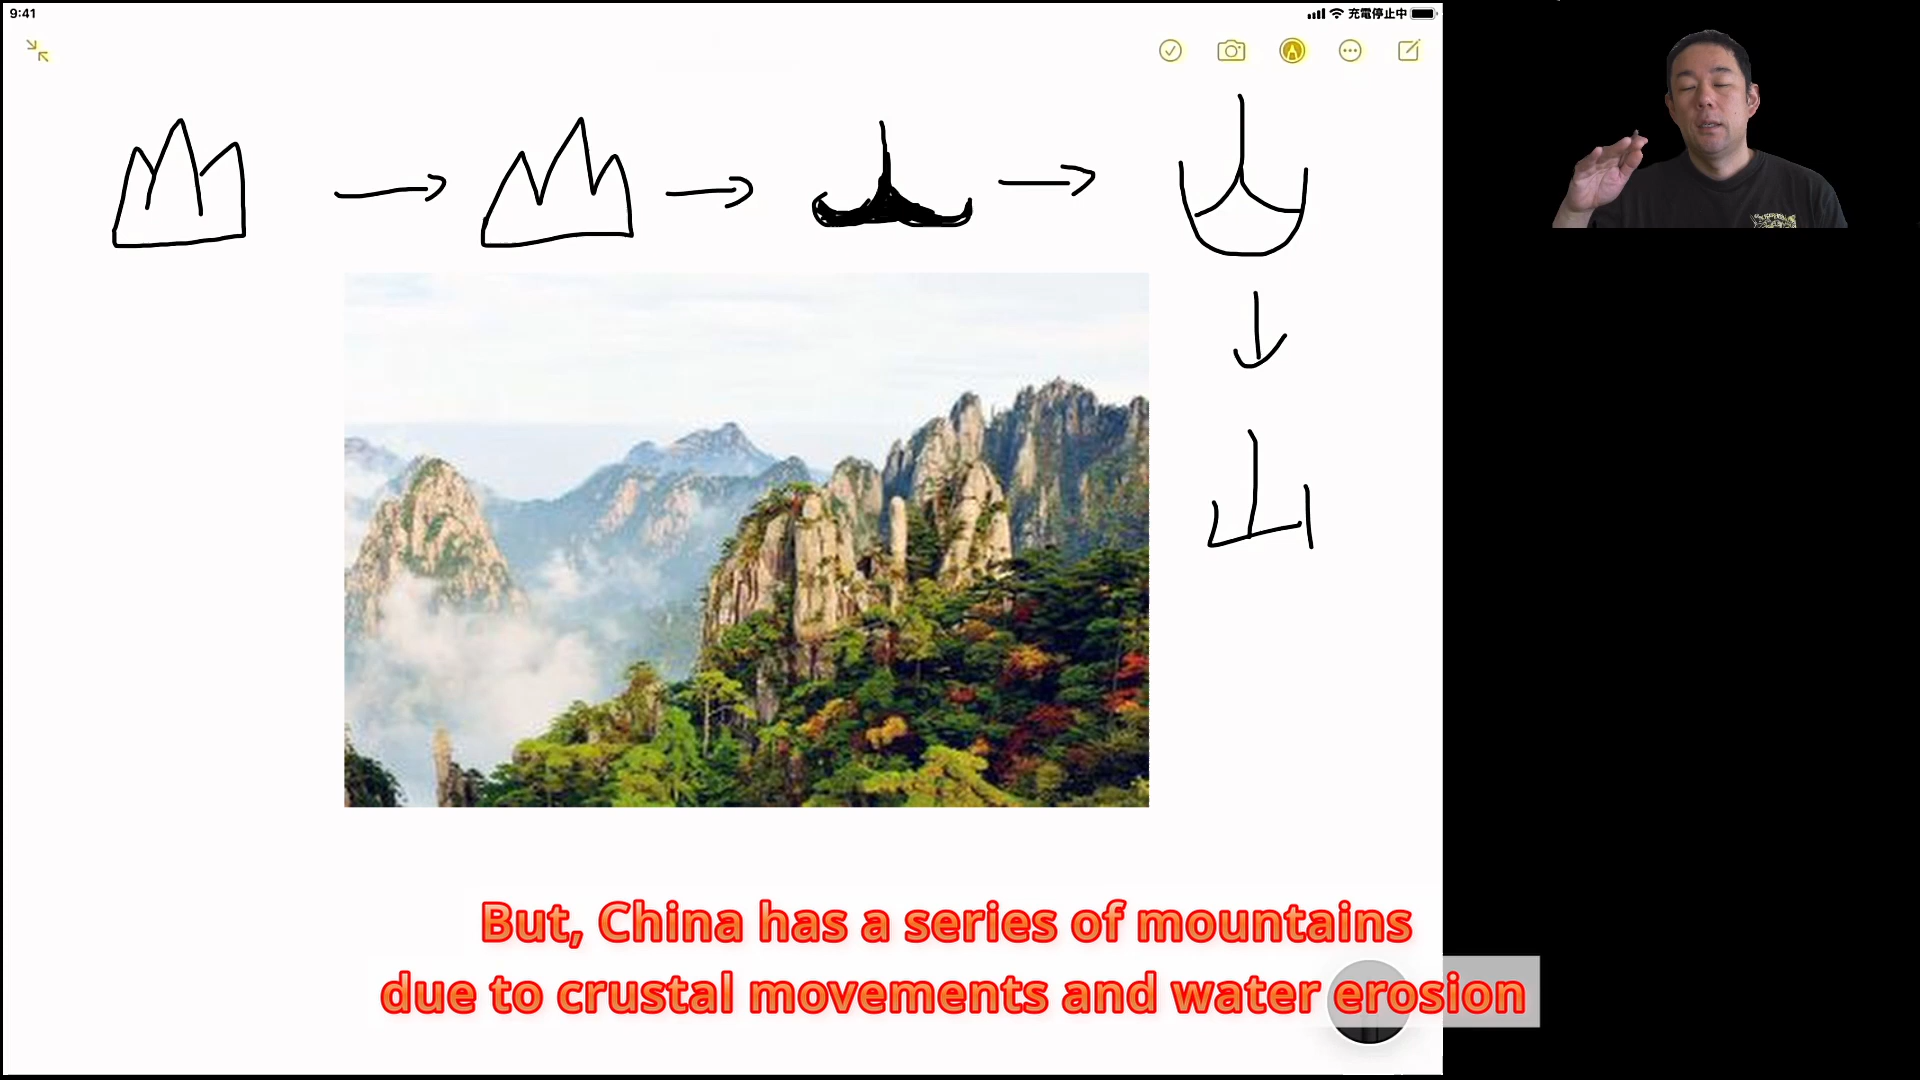 9:41
充電停止中
山
But, China has a series of mountains
due to crustal movements and water erosion